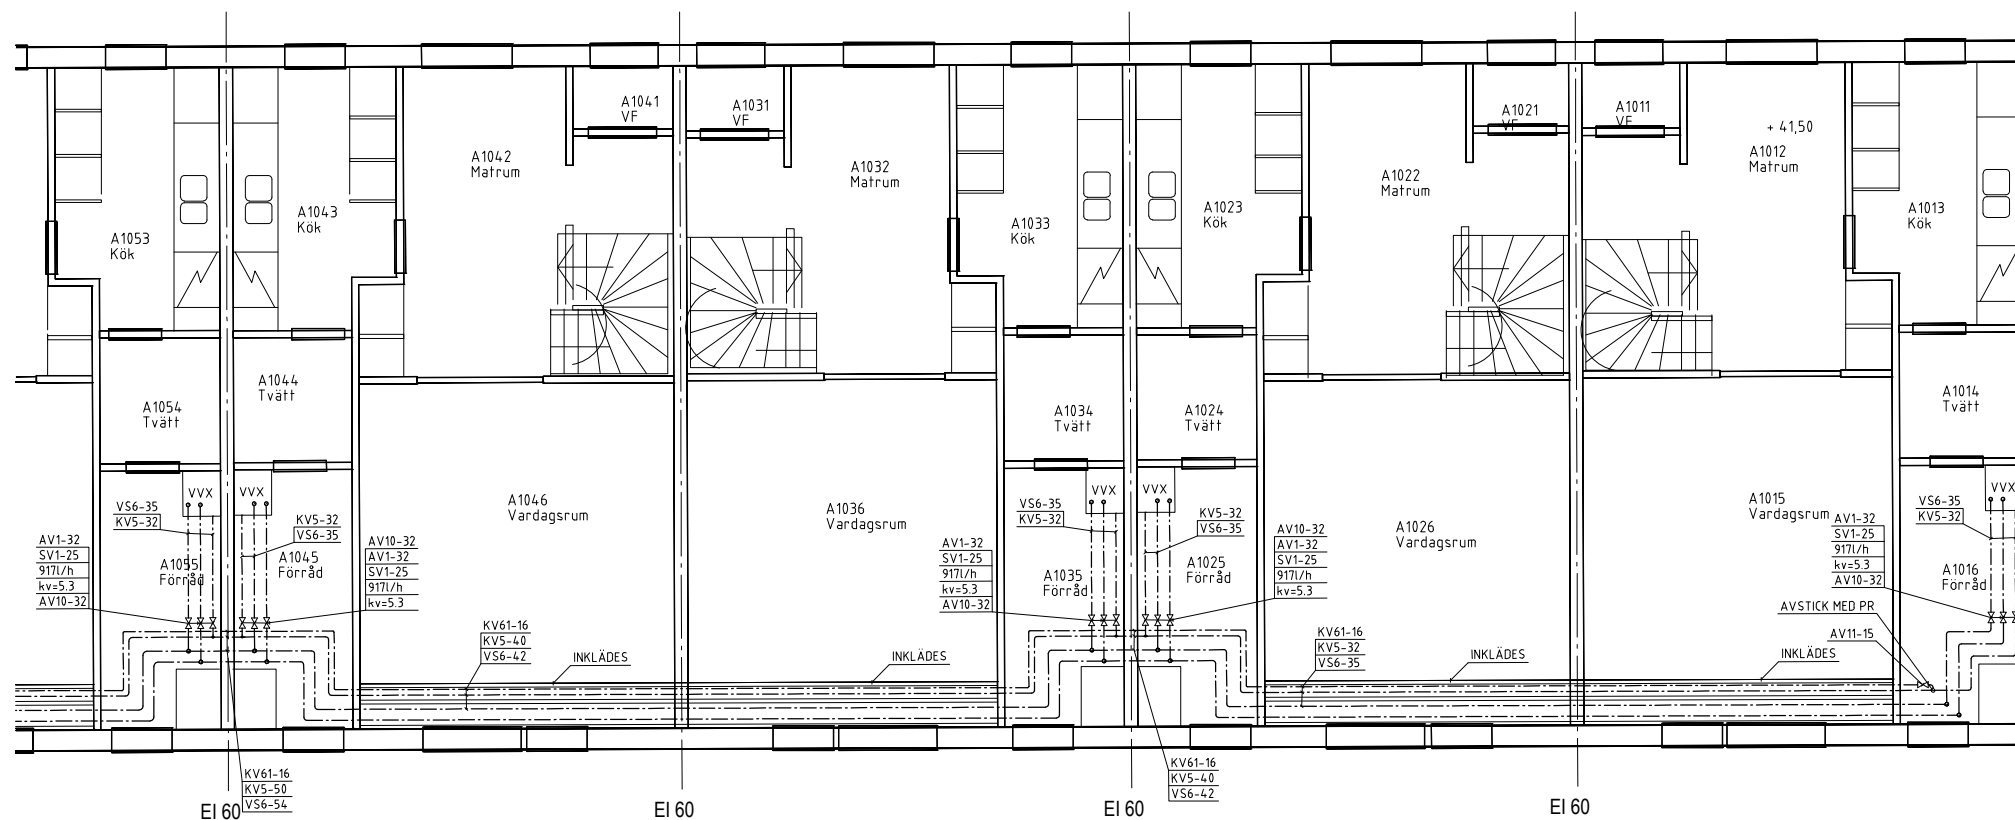 A1041
VF
A1031
VF
A1021
VF
A1011
VF
+ 41,50
A1042
Matrum
A1032
Matrum
A1022
Matrum
A1012
Matrum
A1053
Kök
A1043
Kök
A1033
Kök
A1023
Kök
A1013
Kök
A1054
Tvätt
A1044
Tvätt
A1034
Tvätt
A1024
Tvätt
A1014
Tvätt
VVX
VVX
VVX
VVX
VVX
VS6-35
KV5-32
KV5-32
VS6-35
A1046
Vardagsrum
A1036
Vardagsrum
VS6-35
KV5-32
KV5-32
VS6-35
A1026
Vardagsrum
A1015
Vardagsrum
VS6-35
KV5-32
AV1-32
SV1-25
917l/h
kv=5.3
AV10-32
A1055
Förråd
A1045
Förråd
AV10-32
AV1-32
SV1-25
917l/h
kv=5.3
AV1-32
SV1-25
917l/h
kv=5.3
AV10-32
A1035
Förråd
A1025
Förråd
AV10-32
AV1-32
SV1-25
917l/h
kv=5.3
AV1-32
SV1-25
917l/h
kv=5.3
AV10-32
A1016
Förråd
AVSTICK MED PR
AV11-15
KV61-16
KV5-40
VS6-42
INKLÄDES
INKLÄDES
KV61-16
KV5-32
VS6-35
INKLÄDES
INKLÄDES
KV61-16
KV5-50
VS6-54
KV61-16
KV5-40
VS6-42
EI 60
EI 60
EI 60
EI 60